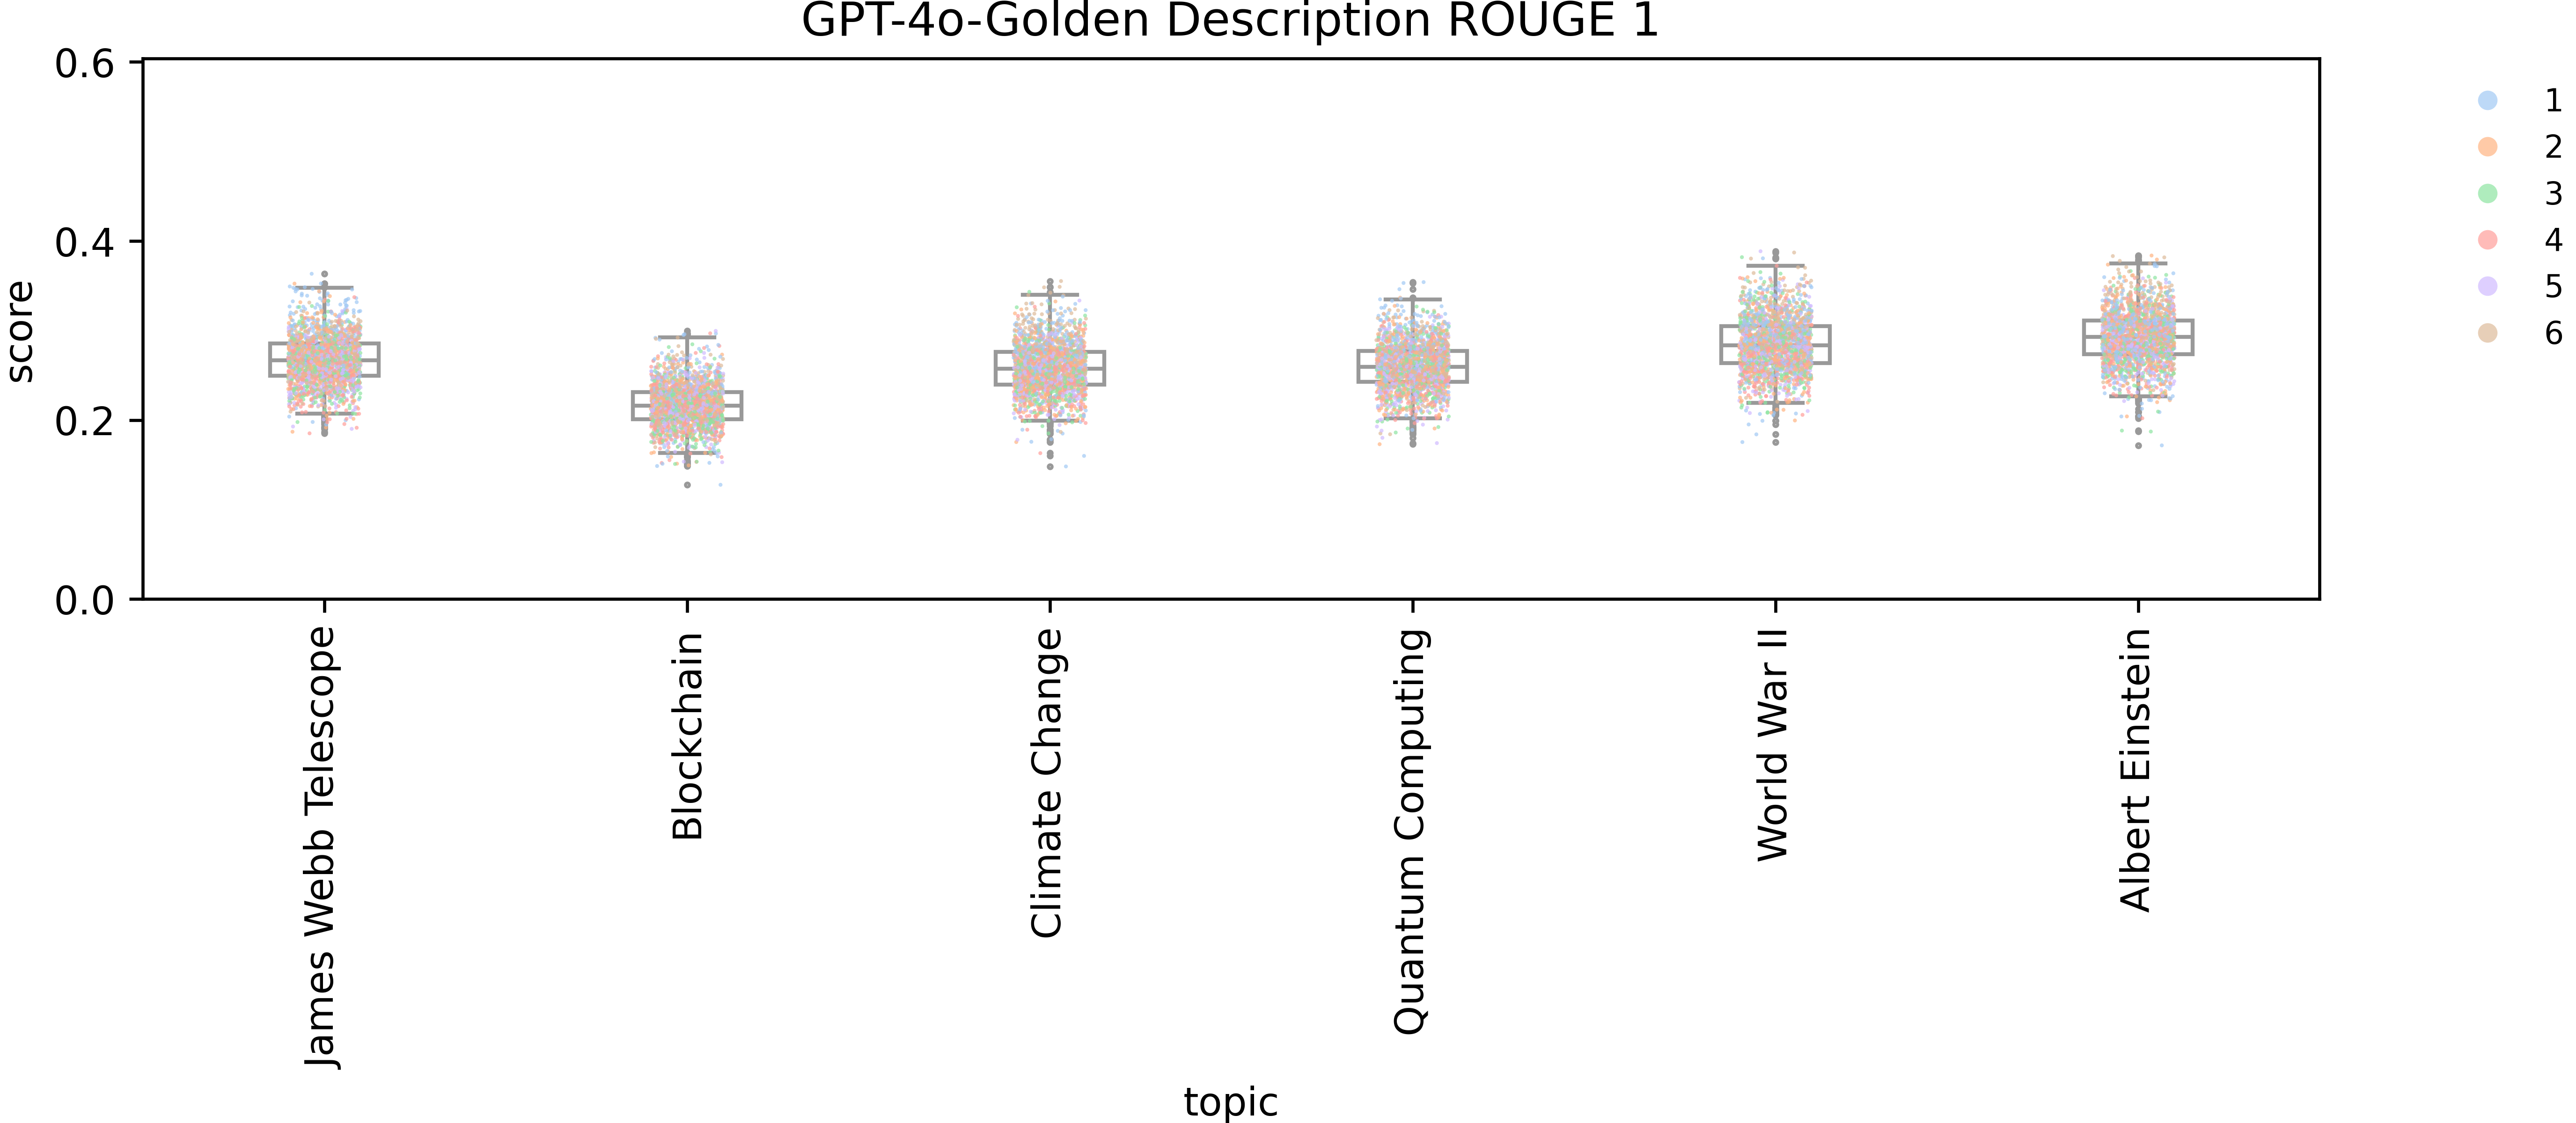 GPT-4o-Golden Description ROUGE 1
score
0.6
0.4
0.2
0.0
1
2
3
4
5
6
James Webb Telescope
Blockchain
Climate Change
Quantum Computing
World War II
Albert Einstein
topic